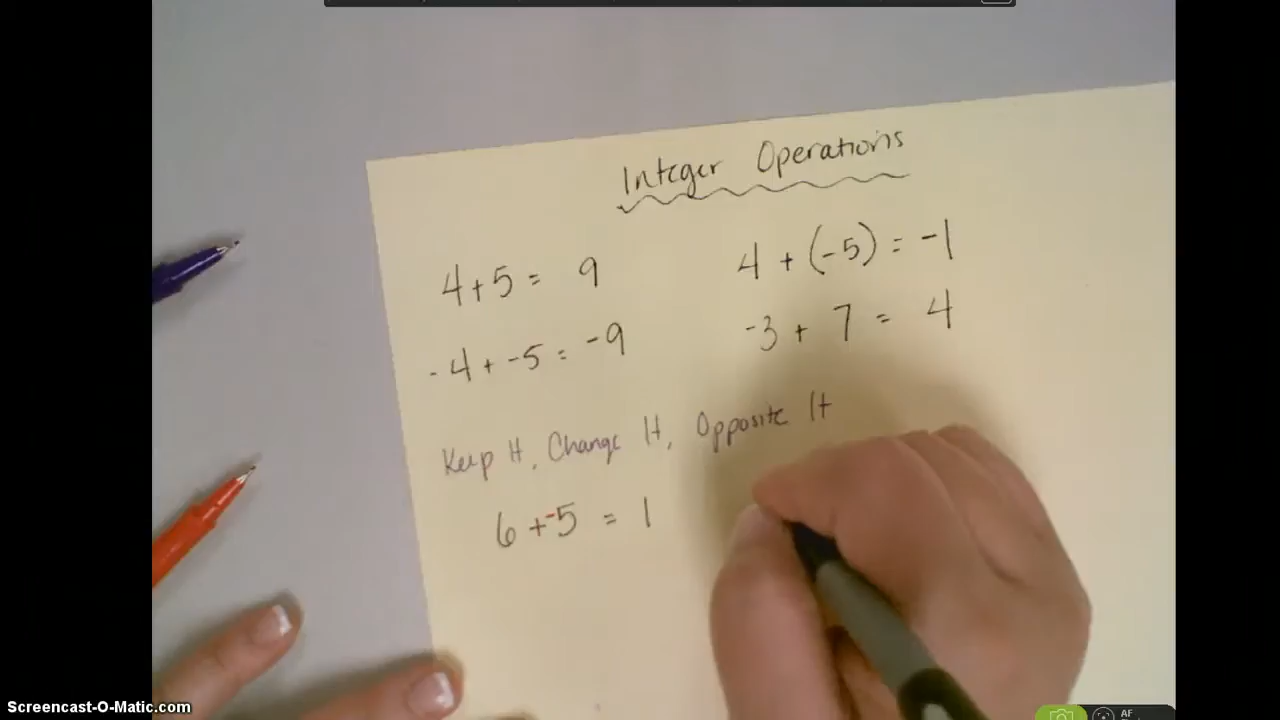 Integer Operations
4+5 = 9
4 + (-5) = -1
-4 + -5 = -9
-3 + 7 = 4
Keep It, Change It, Opposite It
6 + -5 = 1
Screencast-O-Matic.com
AF